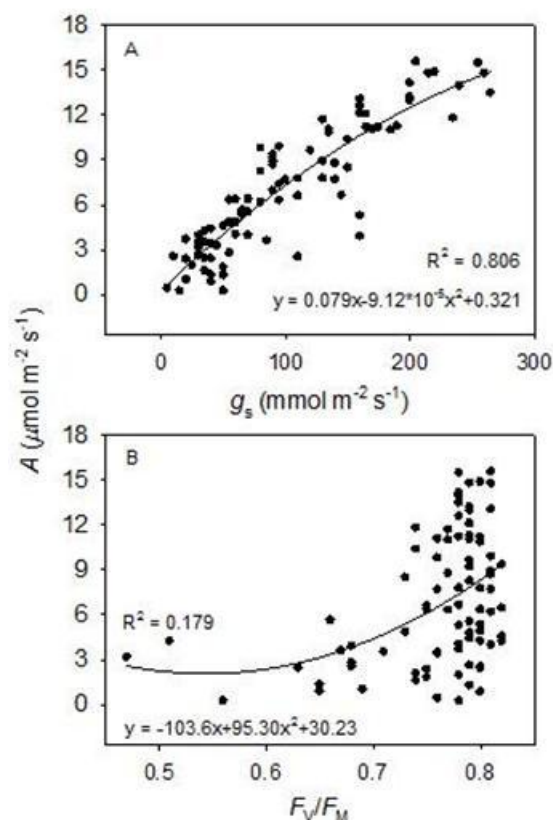 18
A
15
12
9
6
3
0
R² = 0.806
y = 0.079x-9.12*10⁻⁵x²+0.321
0 100 200 300
gₛ (mmol m⁻² s⁻¹)
A (μmol m⁻² s⁻¹)
18
B
15
12
9
6
3
0
R² = 0.179
y = -103.6x+95.30x²+30.23
0.5 0.6 0.7 0.8
F_V/F_M